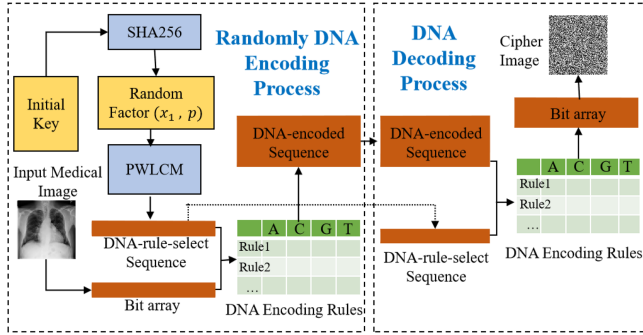 SHA256
Randomly DNA
Encoding
Process
DNA
Decoding
Process
Cipher
Image
Initial
Key
Random
Factor (x₁, p)
DNA-encoded
Sequence
DNA-encoded
Sequence
Bit array
Input Medical
Image
PWLCM
A C G T
Rule1
Rule2
...
A C G T
Rule1
Rule2
...
DNA-rule-select
Sequence
DNA Encoding Rules
DNA-rule-select
Sequence
Bit array
DNA Encoding Rules